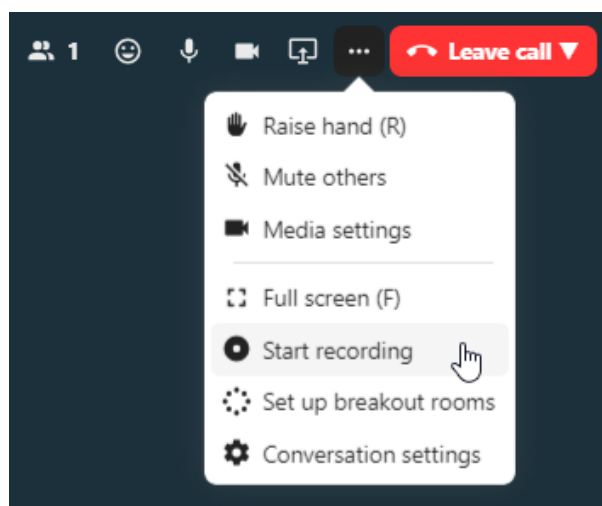 1
Leave call ▼
Raise hand (R)
Mute others
Media settings
Full screen (F)
Start recording
Set up breakout rooms
Conversation settings